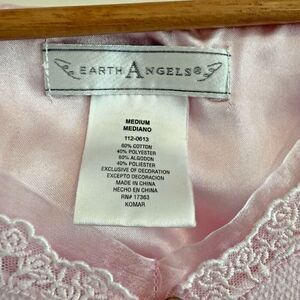 EARTH ANGELS®
MEDIUM
MEDIANO
112-0613
60% COTTON
40% POLYESTER
60% ALGODON
40% POLIÉSTER
EXCLUSIVE OF DECORATION
EXCEPTO DECORACION
MADE IN CHINA
HECHO EN CHINA
RN# 17363
KOMAR